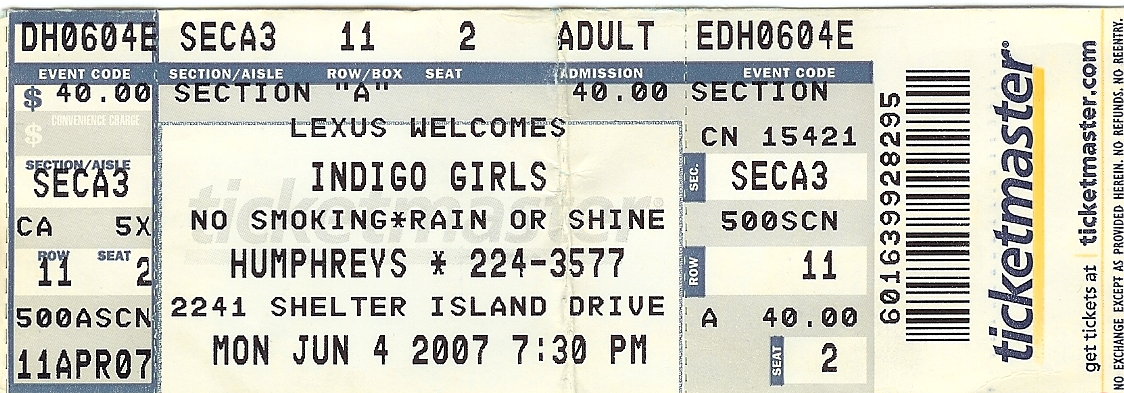 DH0604E SECA3 11 2 ADULT EDH0604E
EVENT CODE SECTION/AISLE ROW/BOX SEAT ADMISSION EVENT CODE
$ 40.00 SECTION "A" 40.00 SECTION
$ CONVENIENCE CHARGE
LEXUS WELCOMES
CN 15421
SECTION/AISLE
SECA3
INDIGO GIRLS
SEC. SECA3
CA 5X
NO SMOKING*RAIN OR SHINE
500SCN
ROW SEAT
11 2
HUMPHREYS * 224-3577
ROW 11
500ASCN
2241 SHELTER ISLAND DRIVE
A 40.00
11APR07
MON JUN 4 2007 7:30 PM
SEAT 2
ticketmaster
601639928295
ticketmaster
get tickets at ticketmaster.com
NO EXCHANGE EXCEPT AS PROVIDED HEREIN. NO REFUNDS. NO REENTRY.